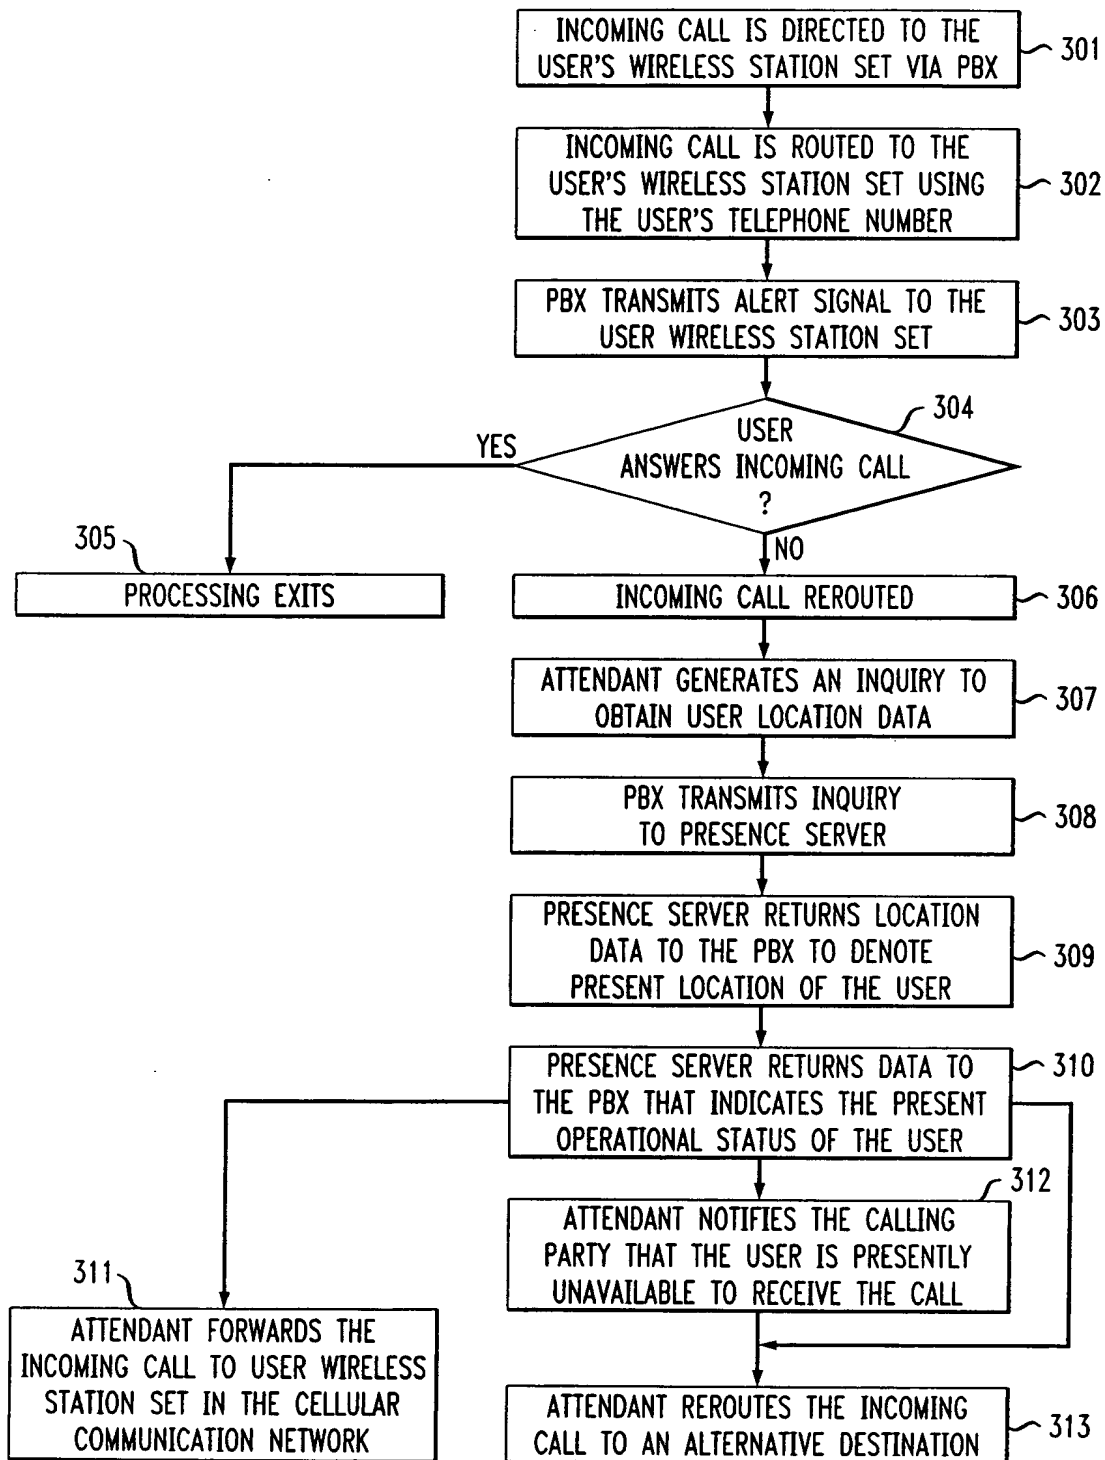 INCOMING CALL IS DIRECTED TO THE
USER'S WIRELESS STATION SET VIA PBX
301
INCOMING CALL IS ROUTED TO THE
USER'S WIRELESS STATION SET USING
THE USER'S TELEPHONE NUMBER
302
PBX TRANSMITS ALERT SIGNAL TO THE
USER WIRELESS STATION SET
303
304
USER
ANSWERS INCOMING CALL
?
YES
NO
305
PROCESSING EXITS
INCOMING CALL REROUTED
306
ATTENDANT GENERATES AN INQUIRY TO
OBTAIN USER LOCATION DATA
307
PBX TRANSMITS INQUIRY
TO PRESENCE SERVER
308
PRESENCE SERVER RETURNS LOCATION
DATA TO THE PBX TO DENOTE
PRESENT LOCATION OF THE USER
309
PRESENCE SERVER RETURNS DATA TO
THE PBX THAT INDICATES THE PRESENT
OPERATIONAL STATUS OF THE USER
310
312
ATTENDANT NOTIFIES THE CALLING
PARTY THAT THE USER IS PRESENTLY
UNAVAILABLE TO RECEIVE THE CALL
311
ATTENDANT FORWARDS THE
INCOMING CALL TO USER WIRELESS
STATION SET IN THE CELLULAR
COMMUNICATION NETWORK
ATTENDANT REROUTES THE INCOMING
CALL TO AN ALTERNATIVE DESTINATION
313